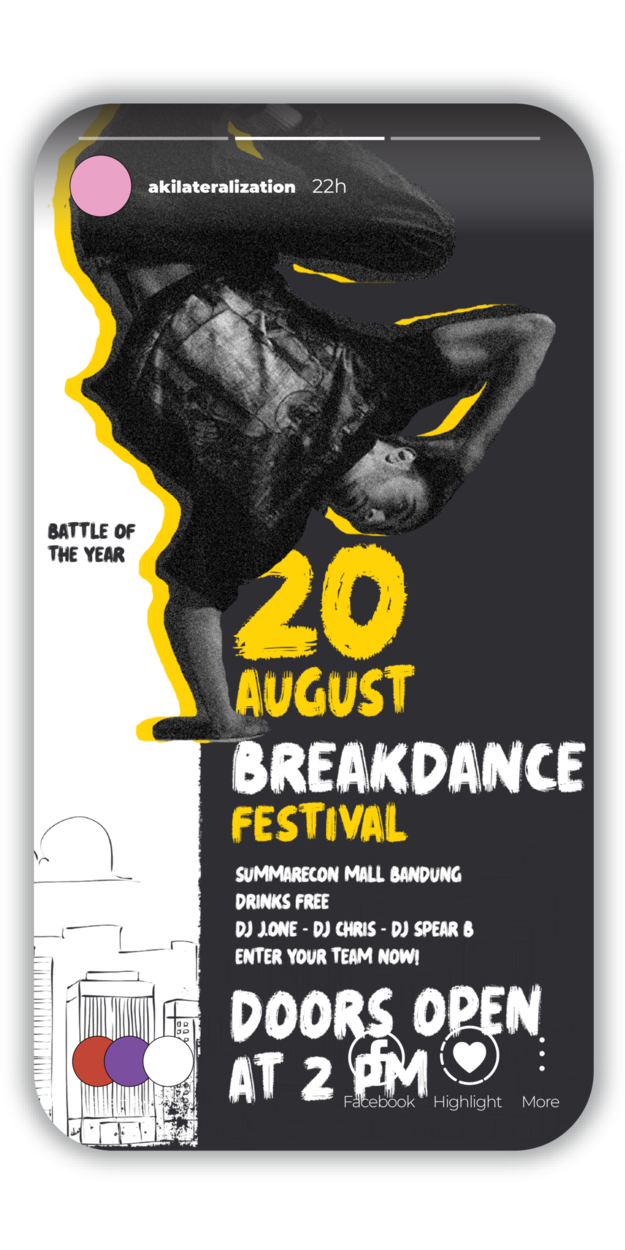 akilateralization 22h
BATTLE OF
THE YEAR
20
AUGUST
BREAKDANCE
FESTIVAL
SUMMARECON MALL BANDUNG
DRINKS FREE
DJ J.ONE - DJ CHRIS - DJ SPEAR B
ENTER YOUR TEAM NOW!
DOORS OPEN
AT 2 PM
Facebook Highlight More